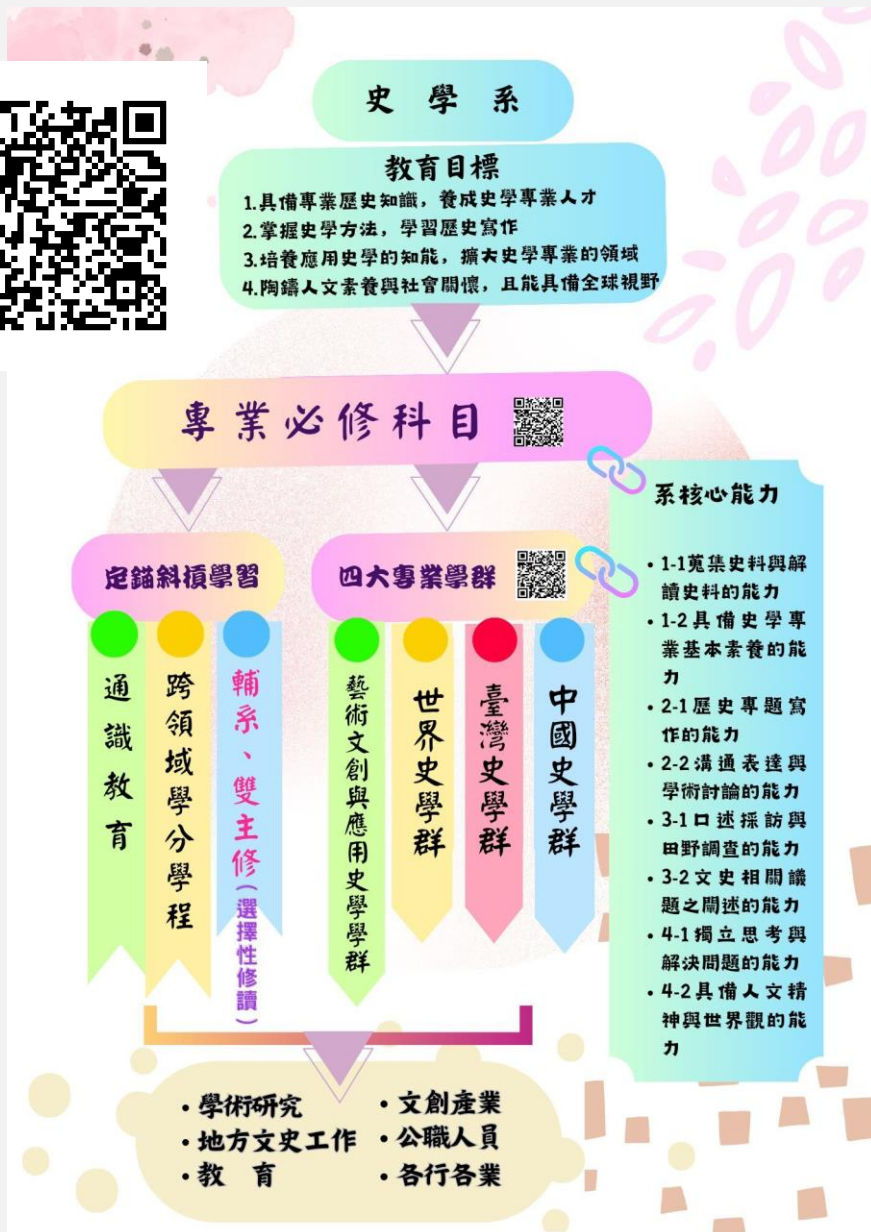 史學系
教育目標
1.具備專業歷史知識，養成史學專業人才
2.掌握史學方法，學習歷史寫作
3.培養應用史學的知能，擴大史學專業的領域
4.陶鑄人文素養與社會關懷，且能具備全球視野
專業必修科目
定錨斜槓學習
通識教育
跨領域學分學程
輔系、雙主修（選擇性修讀）
四大專業學群
藝術文創與應用史學學群
世界史學群
臺灣史學群
中國史學群
系核心能力
• 1-1蒐集史料與解
讀史料的能力
• 1-2具備史學專
業基本素養的能
力
• 2-1歷史專題寫
作的能力
• 2-2溝通表達與
學術討論的能力
• 3-1口述採訪與
田野調查的能力
• 3-2文史相關議
題之闡述的能力
• 4-1獨立思考與
解決問題的能力
• 4-2具備人文精
神與世界觀的能
力
• 學術研究
• 地方文史工作
• 教育
• 文創產業
• 公職人員
• 各行各業